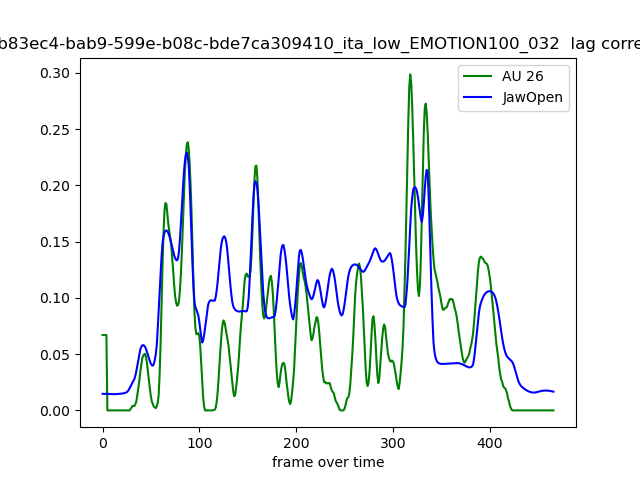 b83ec4-bab9-599e-b08c-bde7ca309410_ita_low_EMOTION100_032 lag corre
AU 26
JawOpen
0.30
0.25
0.20
0.15
0.10
0.05
0.00
0 100 200 300 400
frame over time